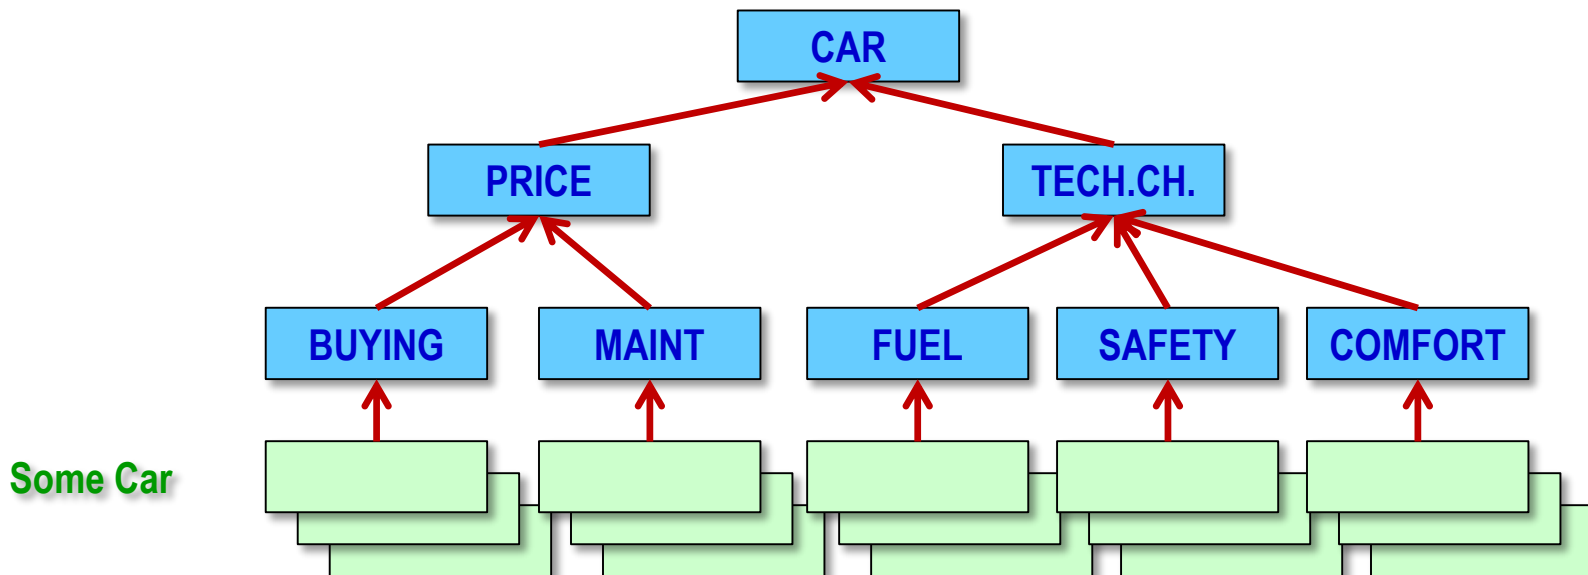 CAR
PRICE
TECH.CH.
BUYING
MAINT
FUEL
SAFETY
COMFORT
Some Car